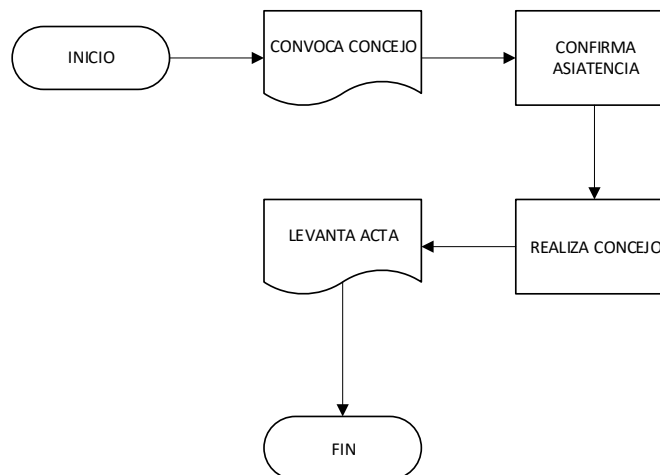 INICIO
CONVOCA CONCEJO
CONFIRMA
ASIATENCIA
REALIZA CONCEJO
LEVANTA ACTA
FIN